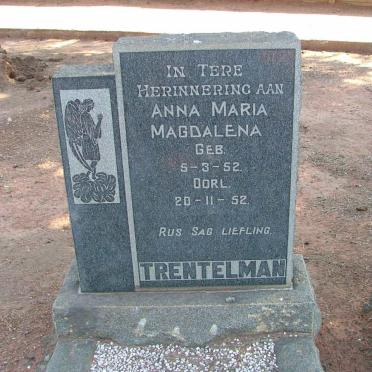 IN TERE
HERINNERING AAN
ANNA MARIA
MAGDALENA
GEB.
5-3-52.
OORL.
20-11-52.
RUS SAG LIEFLING.
TRENTELMAN